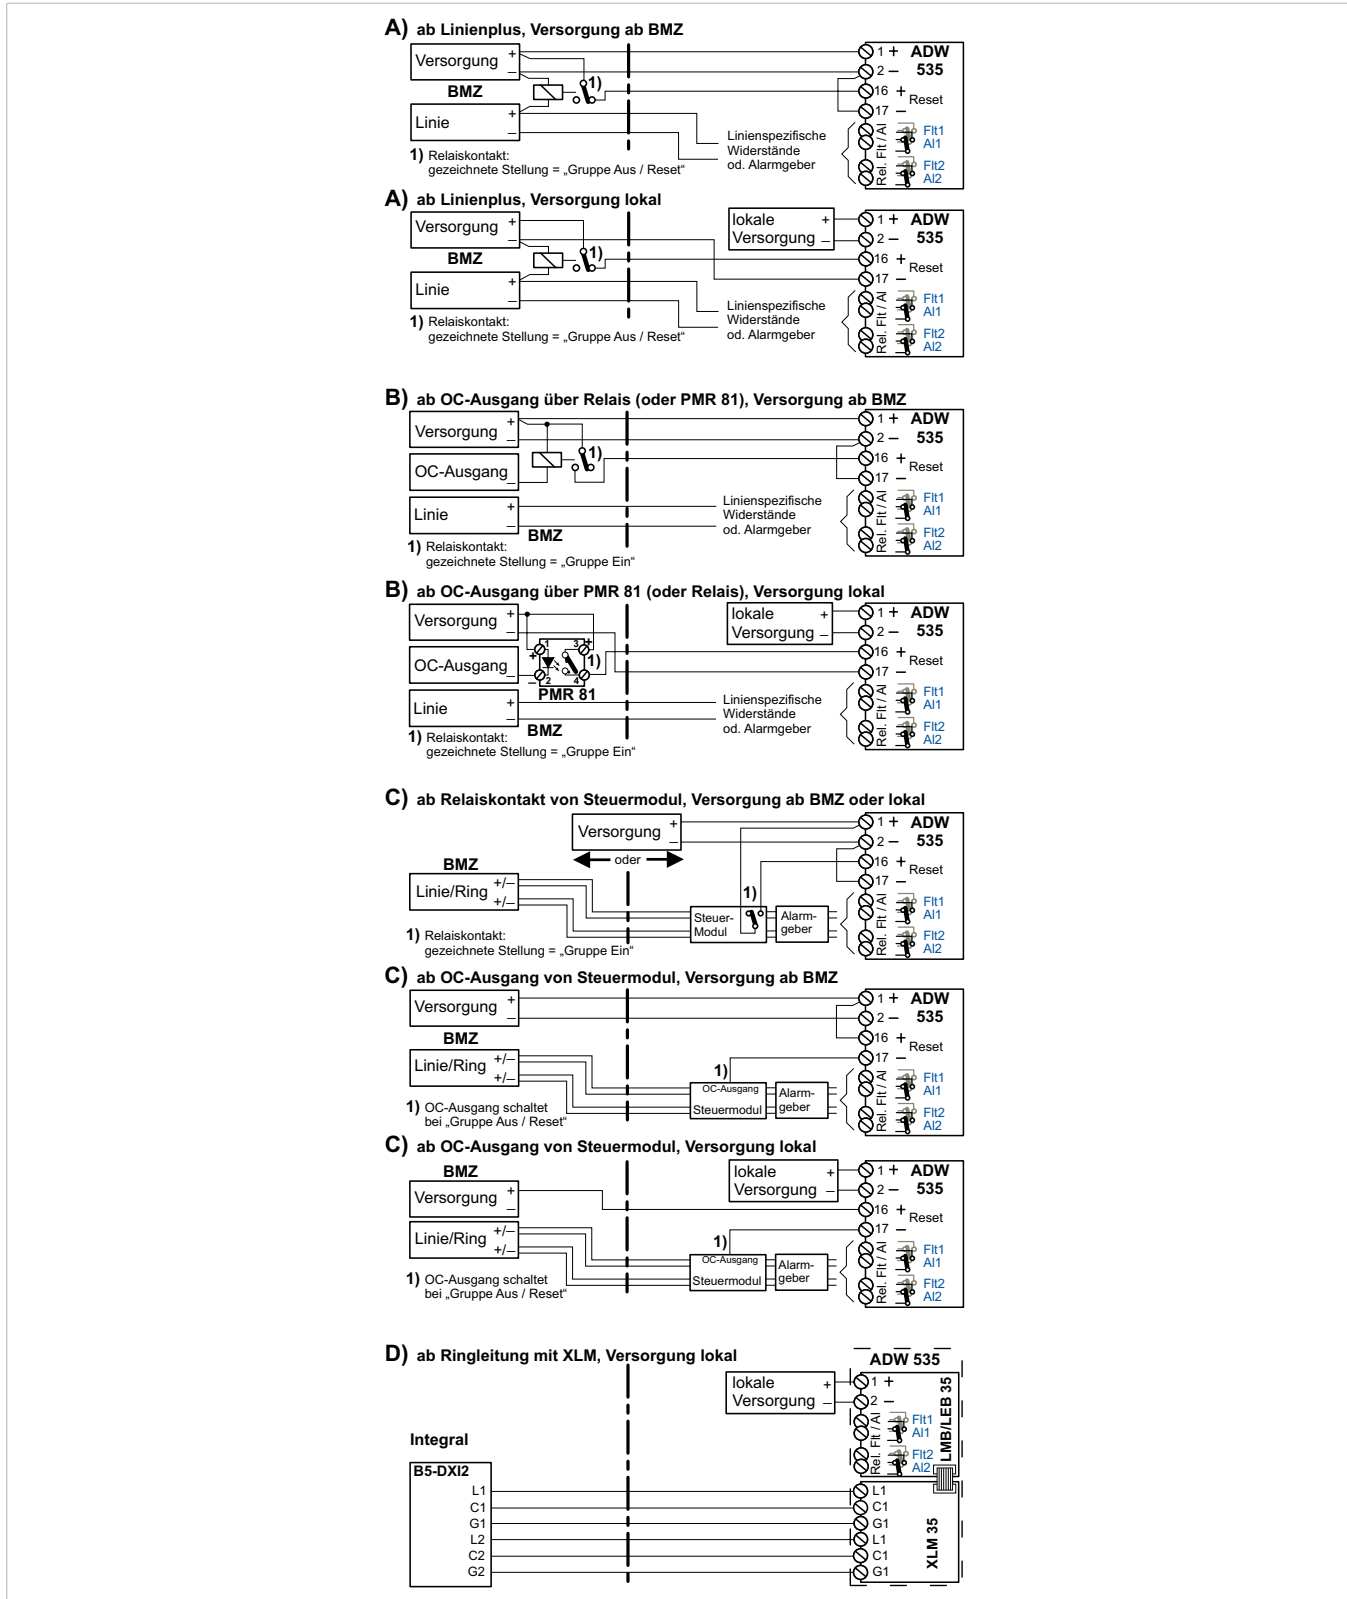 A) ab Linienplus, Versorgung ab BMZ
Versorgung + –
BMZ
Linie + –
1)
1) Relaiskontakt:
gezeichnete Stellung = „Gruppe Aus / Reset“
Linienspezifische
Widerstände
od. Alarmgeber
1 + ADW
2 – 535
16 + Reset
17 –
Rel. Flt / Al
Flt1
Al1
Flt2
Al2
A) ab Linienplus, Versorgung lokal
Versorgung + –
BMZ
Linie + –
1)
1) Relaiskontakt:
gezeichnete Stellung = „Gruppe Aus / Reset“
lokale +
Versorgung –
Linienspezifische
Widerstände
od. Alarmgeber
1 + ADW
2 – 535
16 + Reset
17 –
Rel. Flt / Al
Flt1
Al1
Flt2
Al2
B) ab OC-Ausgang über Relais (oder PMR 81), Versorgung ab BMZ
Versorgung + –
OC-Ausgang –
Linie + –
BMZ
1)
1) Relaiskontakt:
gezeichnete Stellung = „Gruppe Ein“
Linienspezifische
Widerstände
od. Alarmgeber
1 + ADW
2 – 535
16 + Reset
17 –
Rel. Flt / Al
Flt1
Al1
Flt2
Al2
B) ab OC-Ausgang über PMR 81 (oder Relais), Versorgung lokal
Versorgung + –
OC-Ausgang –
Linie + –
BMZ
1 3 +
+ 1)
– 2 4
PMR 81
1) Relaiskontakt:
gezeichnete Stellung = „Gruppe Ein“
lokale +
Versorgung –
Linienspezifische
Widerstände
od. Alarmgeber
1 + ADW
2 – 535
16 + Reset
17 –
Rel. Flt / Al
Flt1
Al1
Flt2
Al2
C) ab Relaiskontakt von Steuermodul, Versorgung ab BMZ oder lokal
Versorgung + –
oder
BMZ
Linie/Ring +/–
+/–
1)
Steuer-
Modul
Alarm-
geber
1) Relaiskontakt:
gezeichnete Stellung = „Gruppe Ein“
1 + ADW
2 – 535
16 + Reset
17 –
Rel. Flt / Al
Flt1
Al1
Flt2
Al2
C) ab OC-Ausgang von Steuermodul, Versorgung ab BMZ
Versorgung + –
BMZ
Linie/Ring +/–
+/–
1)
OC-Ausgang
Steuermodul
Alarm-
geber
1) OC-Ausgang schaltet
bei „Gruppe Aus / Reset“
1 + ADW
2 – 535
16 + Reset
17 –
Rel. Flt / Al
Flt1
Al1
Flt2
Al2
C) ab OC-Ausgang von Steuermodul, Versorgung lokal
BMZ
Versorgung + –
Linie/Ring +/–
+/–
1)
OC-Ausgang
Steuermodul
Alarm-
geber
1) OC-Ausgang schaltet
bei „Gruppe Aus / Reset“
lokale +
Versorgung –
1 + ADW
2 – 535
16 + Reset
17 –
Rel. Flt / Al
Flt1
Al1
Flt2
Al2
D) ab Ringleitung mit XLM, Versorgung lokal
ADW 535
lokale +
Versorgung –
1 +
2 –
Rel. Flt / Al
Flt1
Al1
Flt2
Al2
LMB/LEB 35
Integral
B5-DXI2
L1
C1
G1
L2
C2
G2
L1
C1
G1
L1
C1
G1
XLM 35